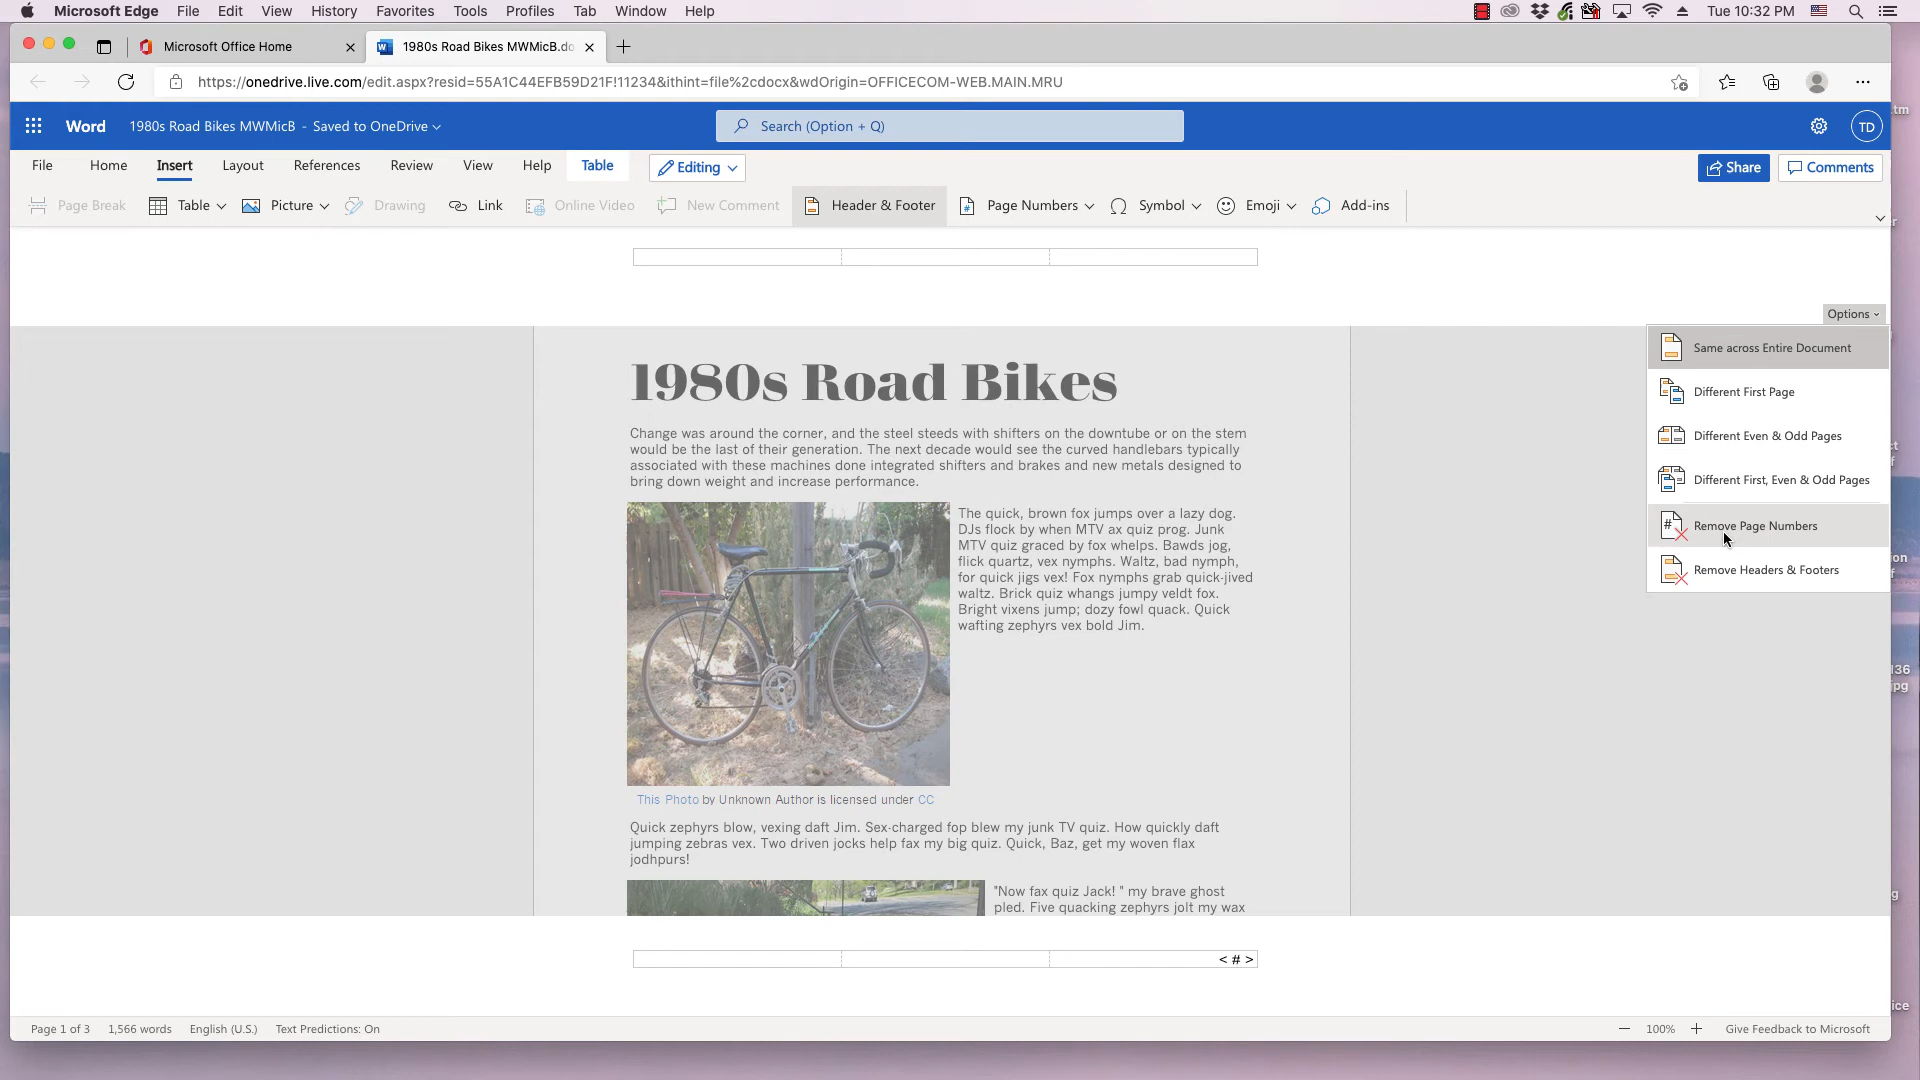 Microsoft Edge File Edit View History Favorites Tools Profiles Tab Window Help Tue 10:32 PM
Microsoft Office Home 1980s Road Bikes MWMicB.do
https://onedrive.live.com/edit.aspx?resid=55A1C44EFB59D21F!11234&ithint=file%2cdocx&wdOrigin=OFFICECOM-WEB.MAIN.MRU
Word 1980s Road Bikes MWMicB - Saved to OneDrive Search (Option + Q) TD
File Home Insert Layout References Review View Help Table Editing Share Comments
Page Break Table Picture Drawing Link Online Video New Comment Header & Footer Page Numbers Symbol Emoji Add-ins
Options
Same across Entire Document
Different First Page
Different Even & Odd Pages
Different First, Even & Odd Pages
Remove Page Numbers
Remove Headers & Footers
1980s Road Bikes
Change was around the corner, and the steel steeds with shifters on the downtube or on the stem
would be the last of their generation. The next decade would see the curved handlebars typically
associated with these machines done integrated shifters and brakes and new metals designed to
bring down weight and increase performance.
The quick, brown fox jumps over a lazy dog.
DJs flock by when MTV ax quiz prog. Junk
MTV quiz graced by fox whelps. Bawds jog,
flick quartz, vex nymphs. Waltz, bad nymph,
for quick jigs vex! Fox nymphs grab quick-jived
waltz. Brick quiz whangs jumpy veldt fox.
Bright vixens jump; dozy fowl quack. Quick
wafting zephyrs vex bold Jim.
This Photo by Unknown Author is licensed under CC
Quick zephyrs blow, vexing daft Jim. Sex-charged fop blew my junk TV quiz. How quickly daft
jumping zebras vex. Two driven jocks help fax my big quiz. Quick, Baz, get my woven flax
jodhpurs!
"Now fax quiz Jack! " my brave ghost
pled. Five quacking zephyrs jolt my wax
< # >
Page 1 of 3 1,566 words English (U.S.) Text Predictions: On 100% Give Feedback to Microsoft